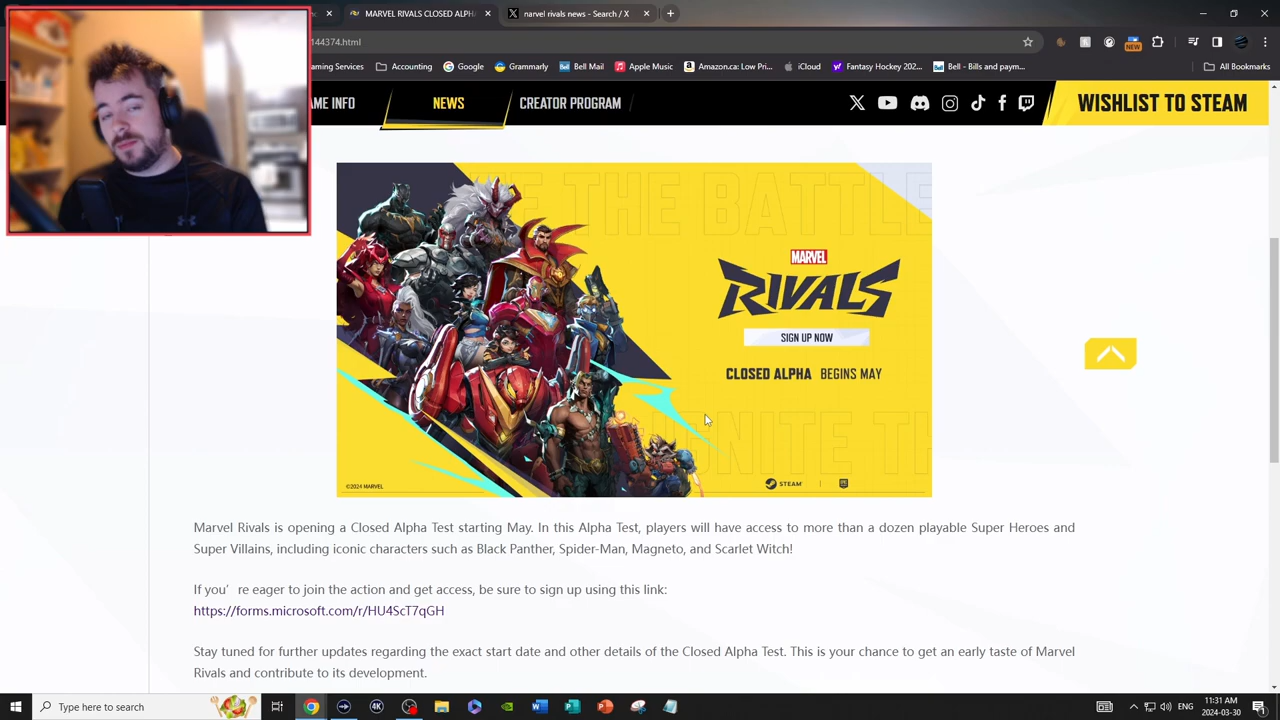 MARVEL RIVALS CLOSED ALPH
narvel rivals news - Search / X
144374.html
aming Services
Accounting
Google
Grammarly
Bell Mail
Apple Music
Amazon.ca: Low Pri...
iCloud
Fantasy Hockey 202...
Bell - Bills and paym...
All Bookmarks
NEW
AME INFO
NEWS
CREATOR PROGRAM
WISHLIST TO STEAM
E THE BATTLE
MARVEL
RIVALS
SIGN UP NOW
CLOSED ALPHA BEGINS MAY
GNITE TH
©2024 MARVEL
STEAM
Marvel Rivals is opening a Closed Alpha Test starting May. In this Alpha Test, players will have access to more than a dozen playable Super Heroes and
Super Villains, including iconic characters such as Black Panther, Spider-Man, Magneto, and Scarlet Witch!
If you’re eager to join the action and get access, be sure to sign up using this link:
https://forms.microsoft.com/r/HU4ScT7qGH
Stay tuned for further updates regarding the exact start date and other details of the Closed Alpha Test. This is your chance to get an early taste of Marvel
Rivals and contribute to its development.
Type here to search
4K
ENG
11:31 AM
2024-03-30